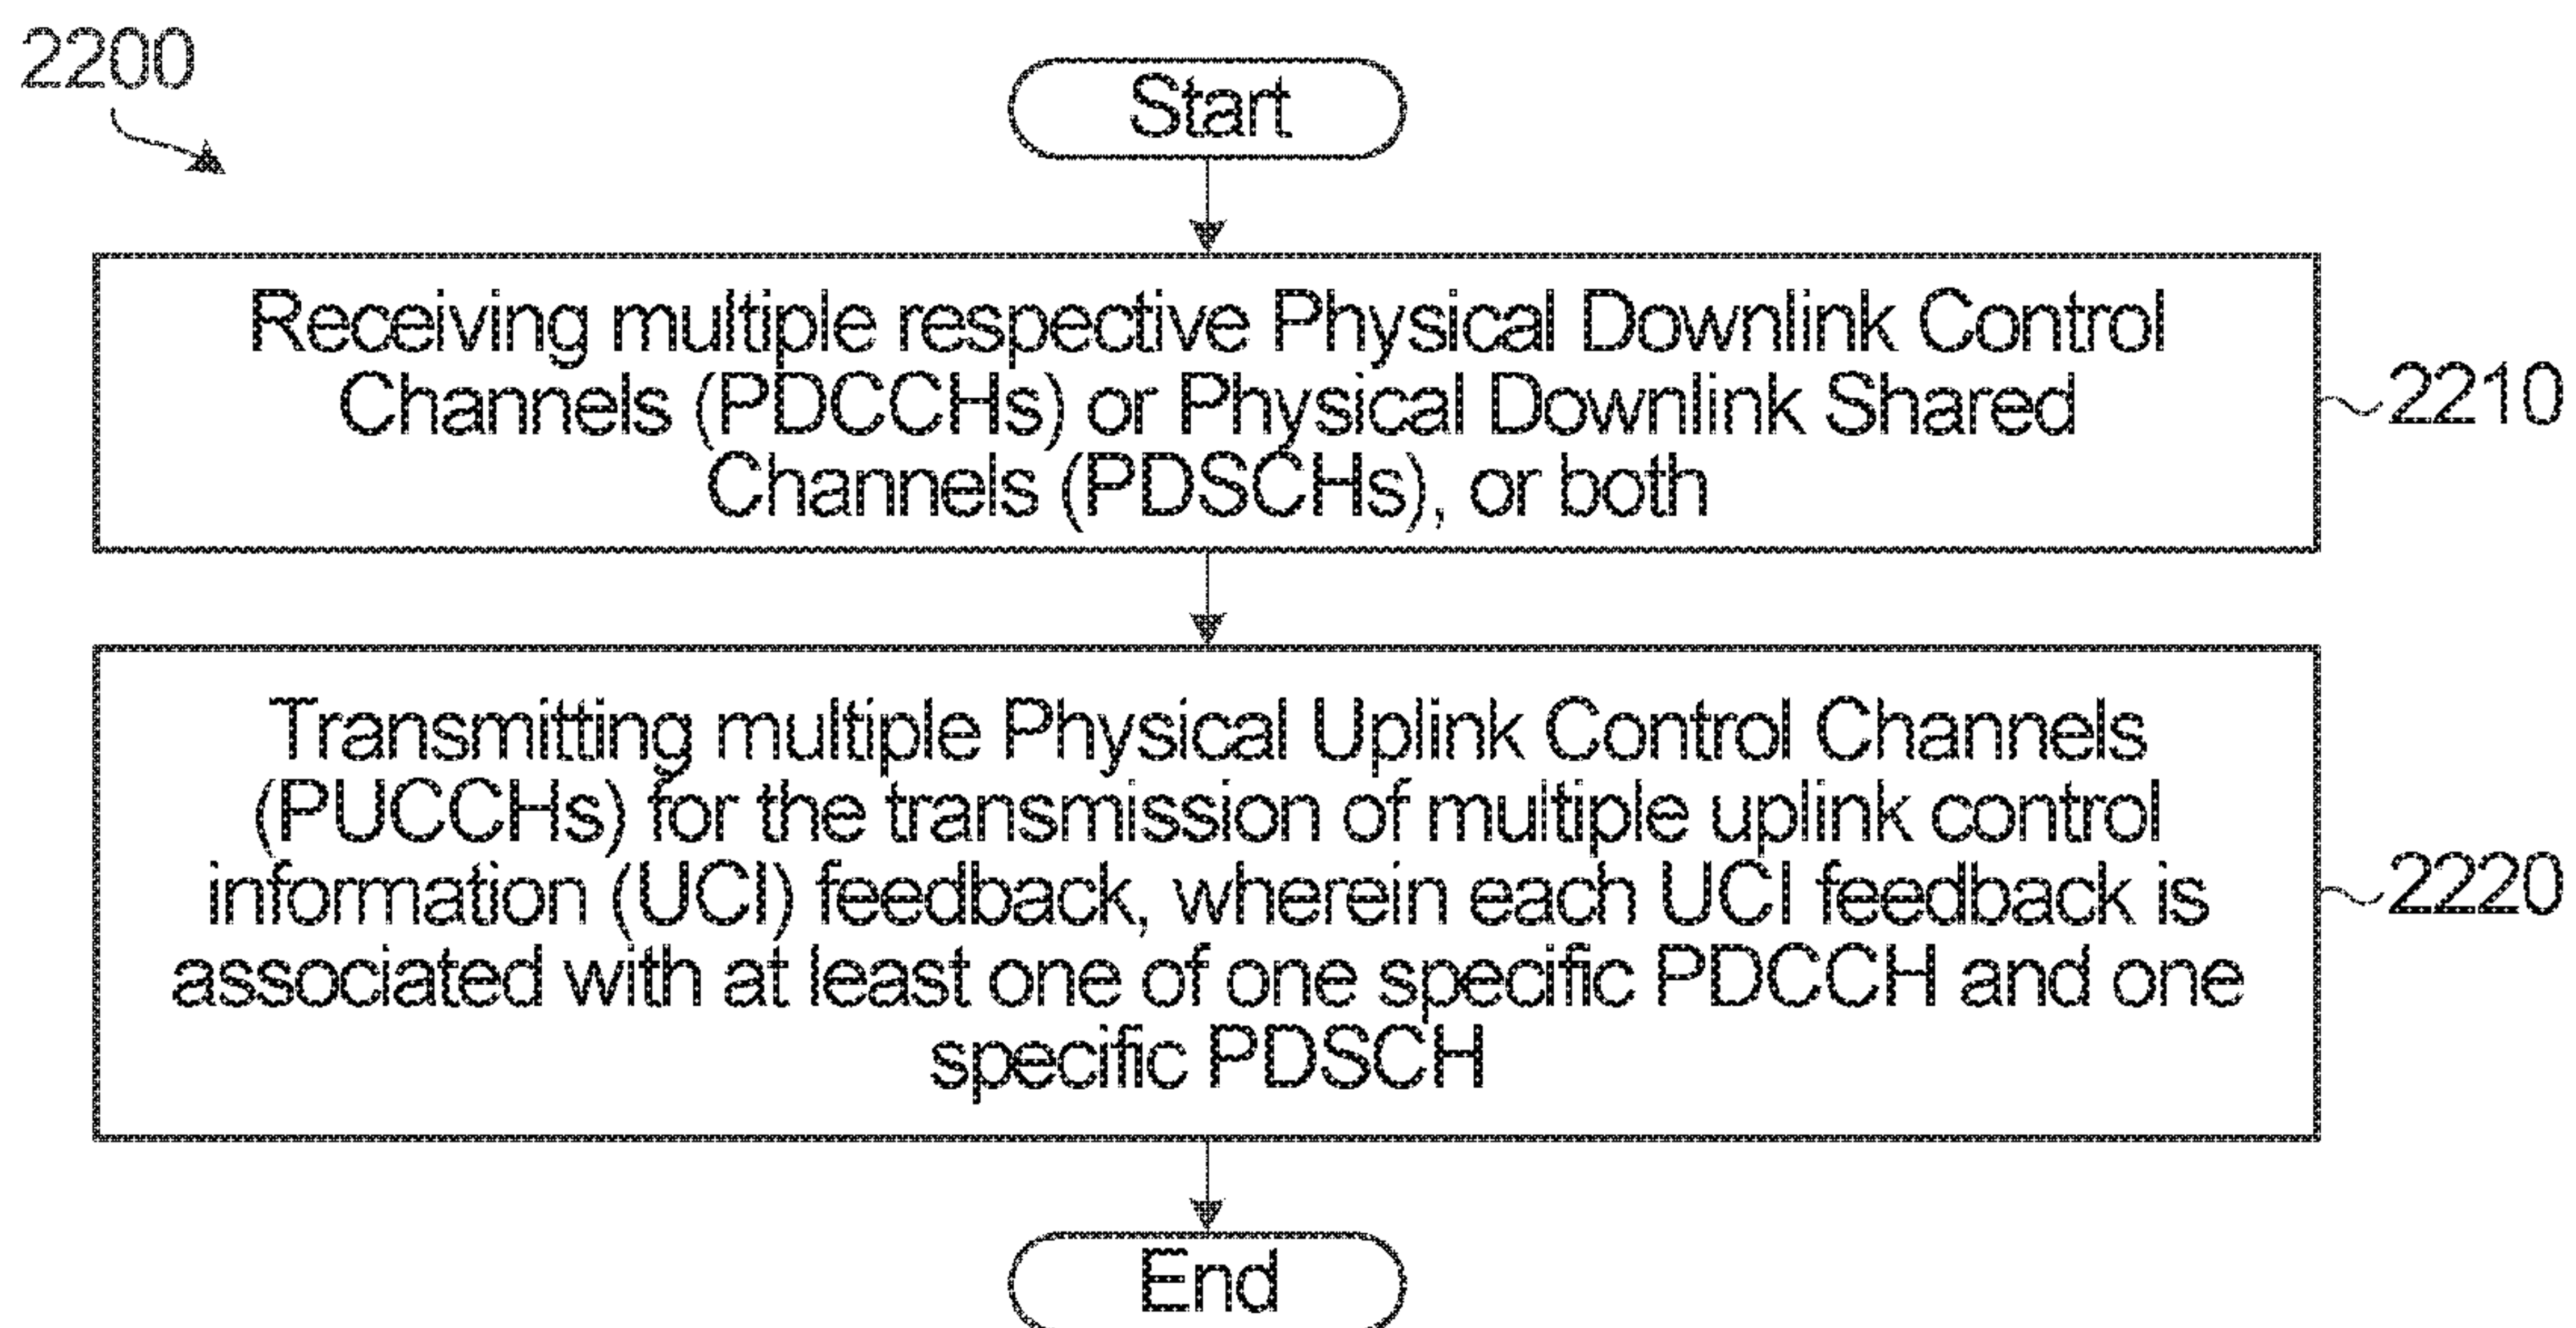 2200
Start
Receiving multiple respective Physical Downlink Control
Channels (PDCCHs) or Physical Downlink Shared
Channels (PDSCHs), or both
2210
Transmitting multiple Physical Uplink Control Channels
(PUCCHs) for the transmission of multiple uplink control
information (UCI) feedback, wherein each UCI feedback is
associated with at least one of one specific PDCCH and one
specific PDSCH
2220
End